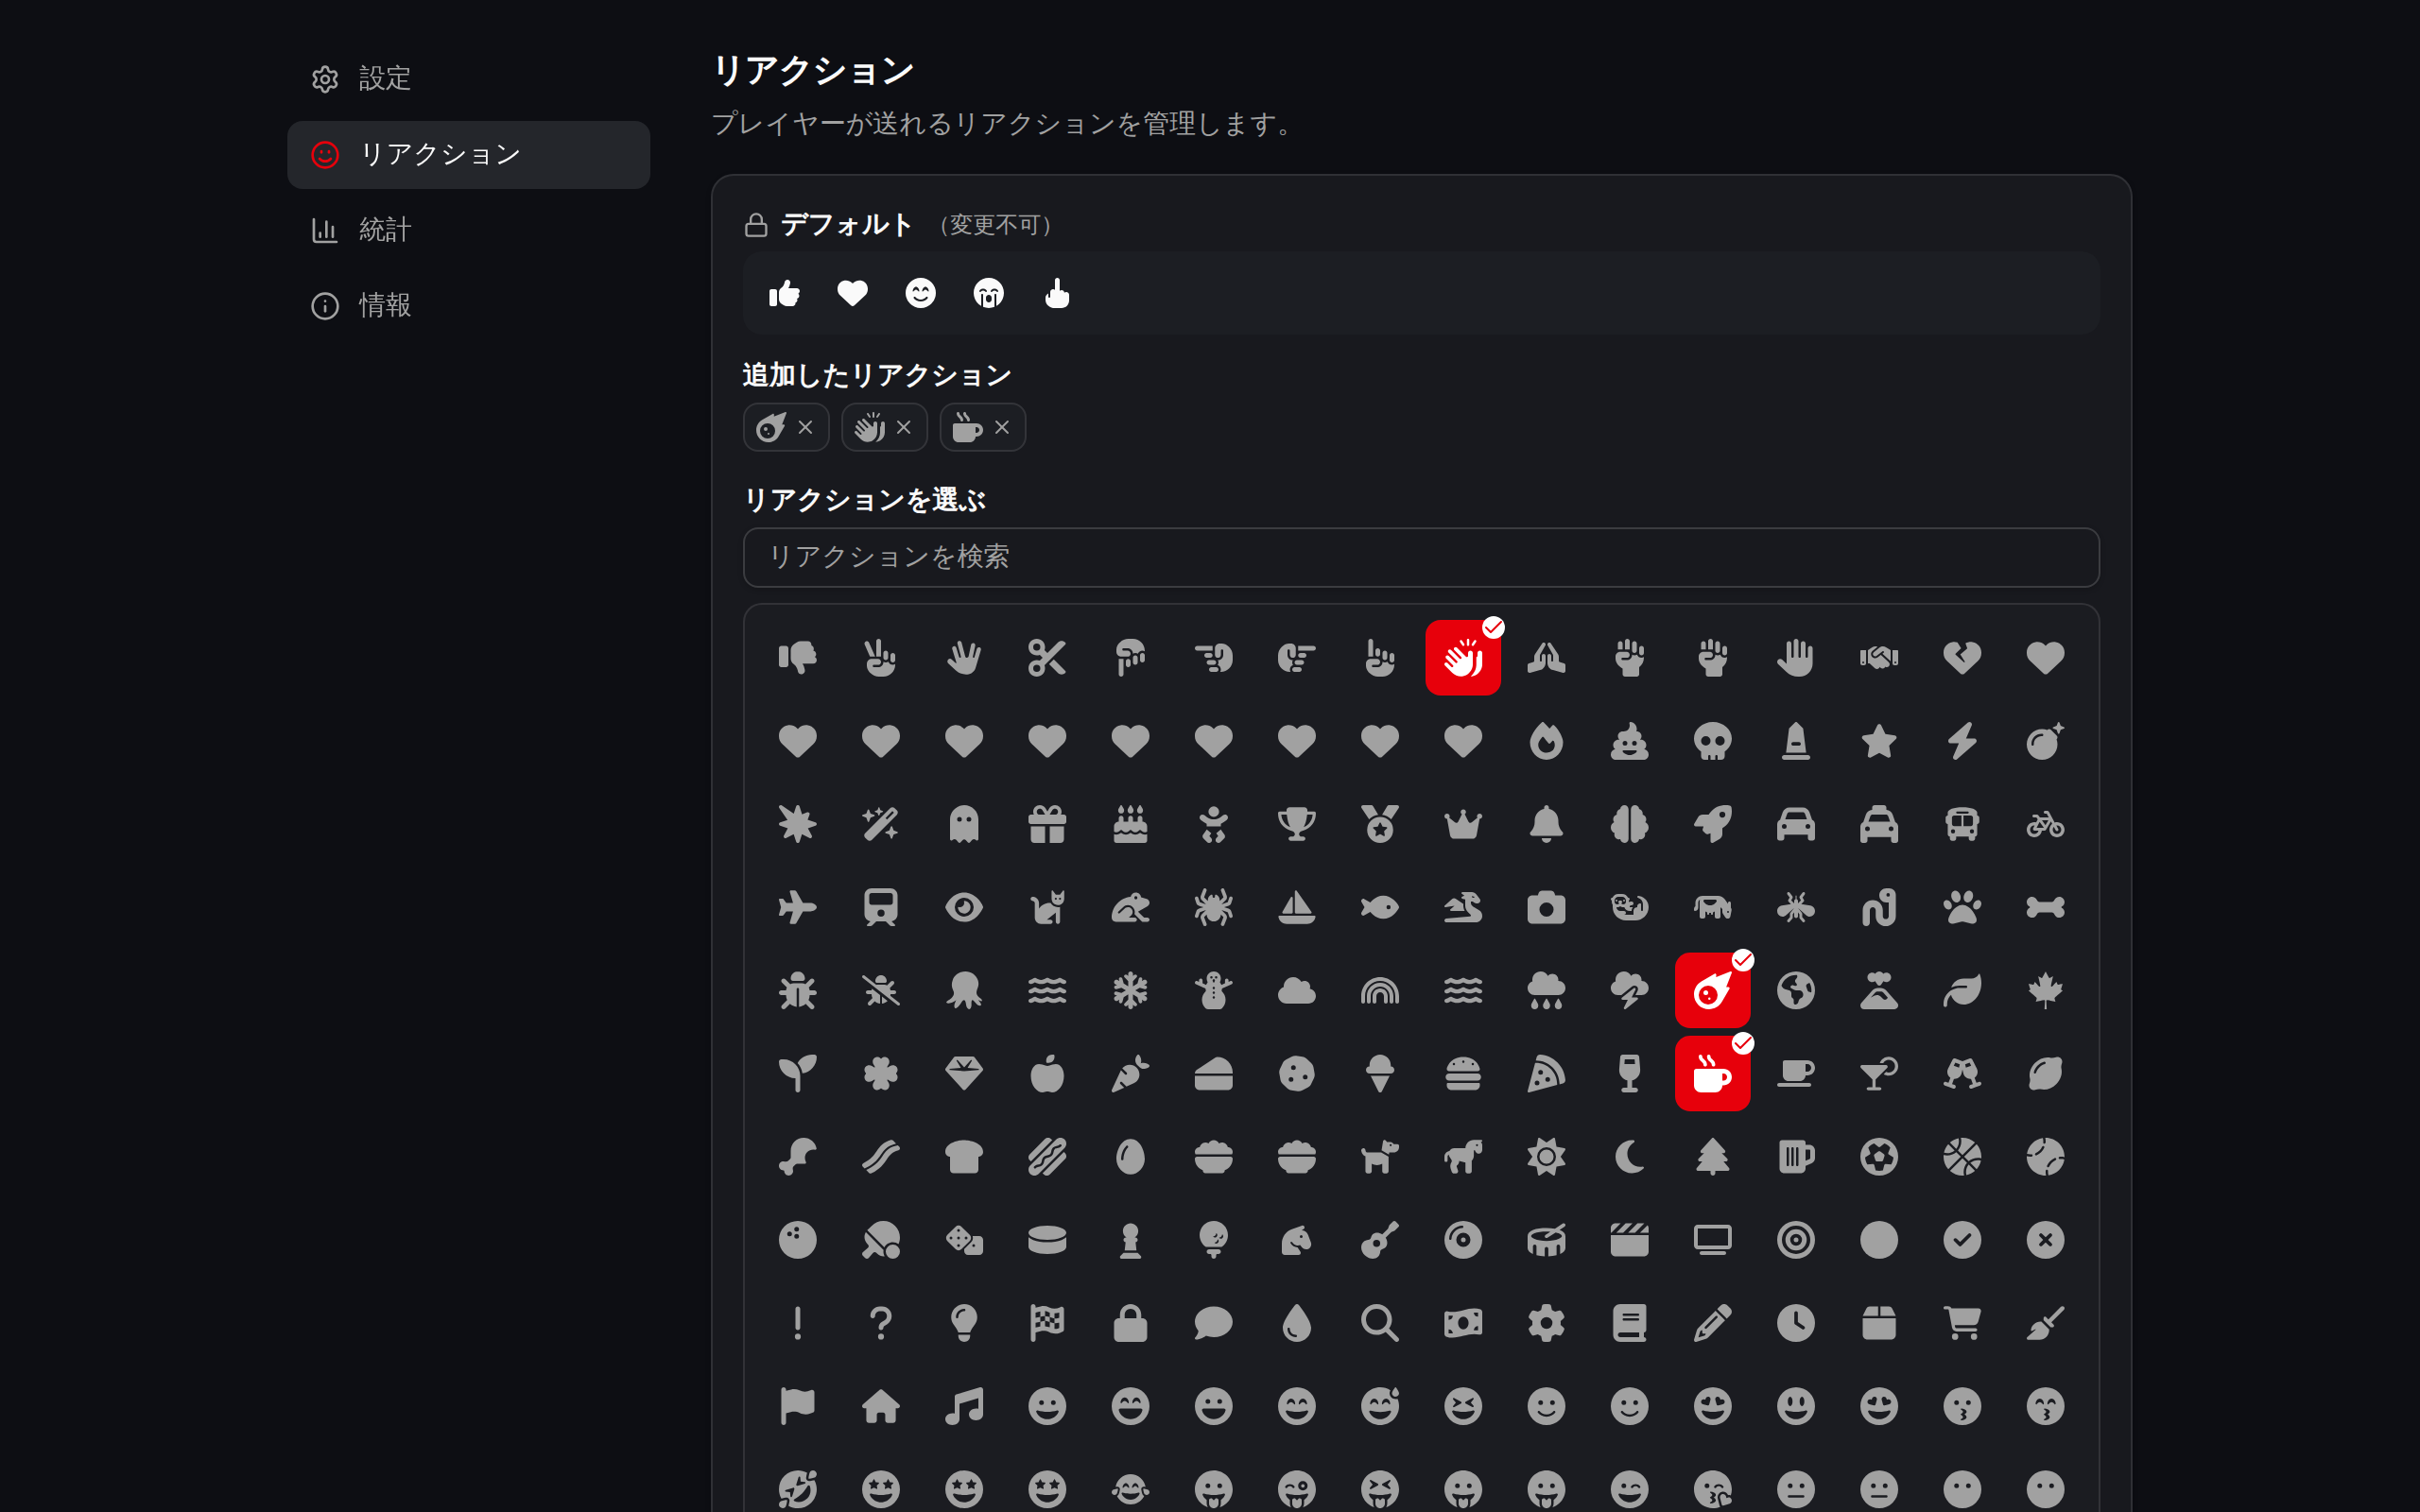 設定
リアクション
統計
情報
リアクション
プレイヤーが送れるリアクションを管理します。
デフォルト （変更不可）
追加したリアクション
リアクションを選ぶ
リアクションを検索